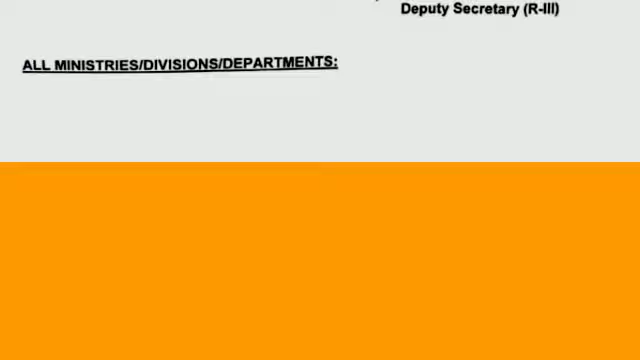 Deputy Secretary (R-III)
ALL MINISTRIES/DIVISIONS/DEPARTMENTS: